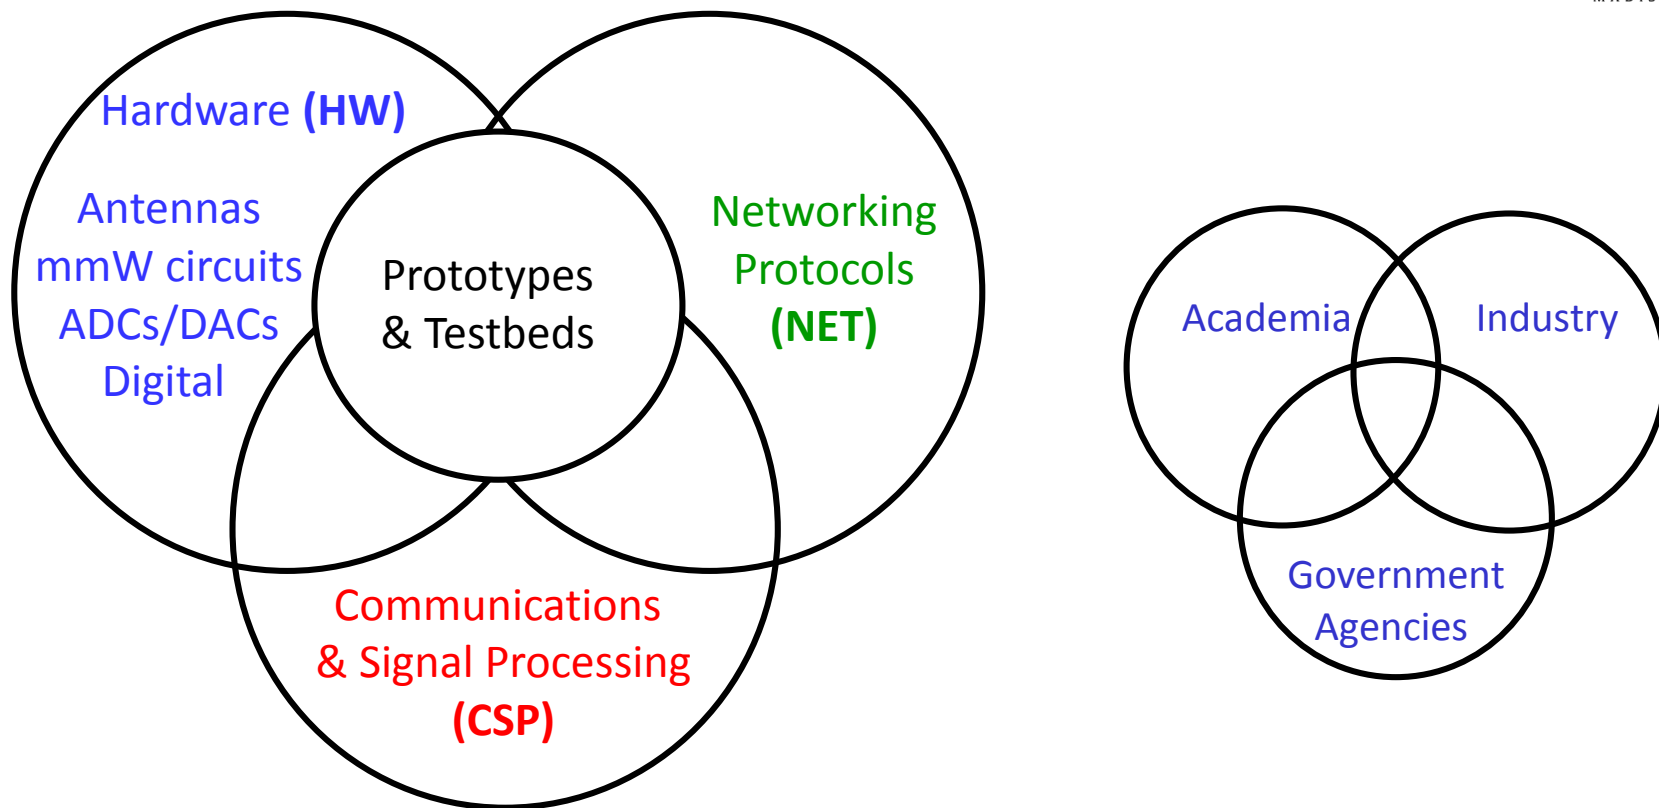 Hardware (HW)
Antennas
mmW circuits
ADCs/DACs
Digital
Prototypes
& Testbeds
Networking
Protocols
(NET)
Communications
& Signal Processing
(CSP)
Academia
Industry
Government
Agencies